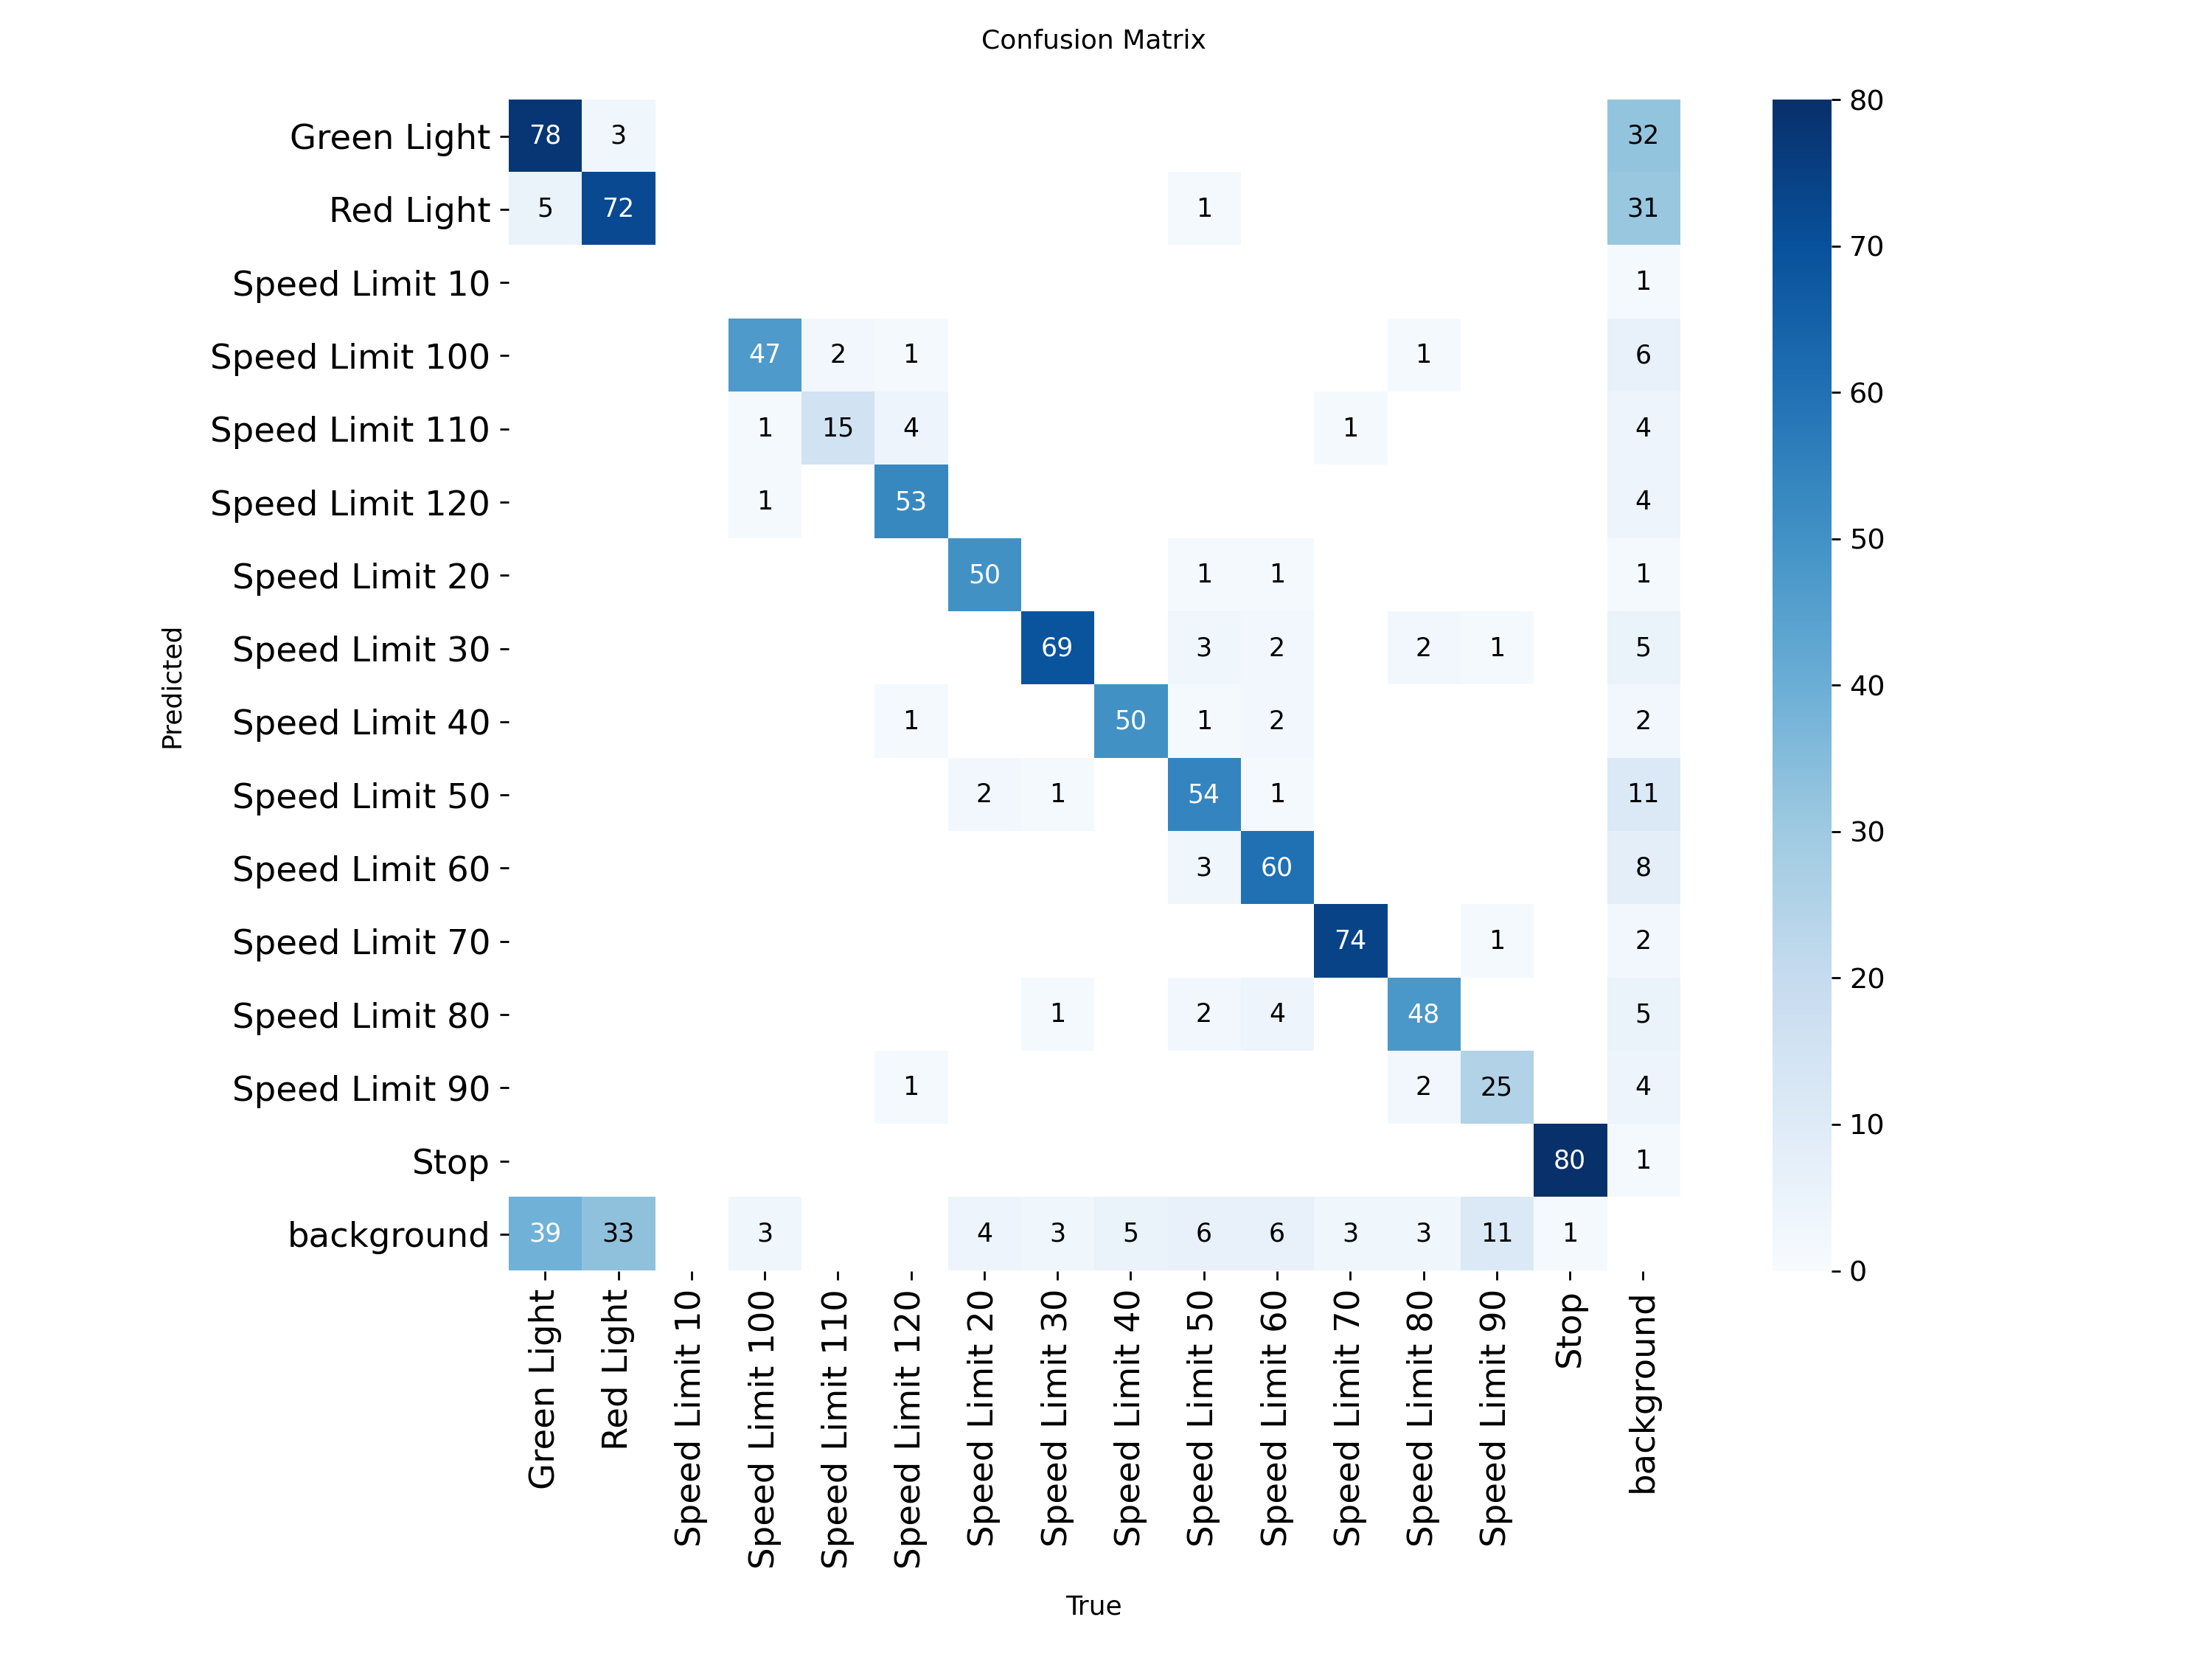 Confusion Matrix
Predicted
Green Light 78 3 32
Red Light 5 72 1 31
Speed Limit 10 1
Speed Limit 100 47 2 1 1 6
Speed Limit 110 1 15 4 1 4
Speed Limit 120 1 53 4
Speed Limit 20 50 1 1 1
Speed Limit 30 69 3 2 2 1 5
Speed Limit 40 1 50 1 2 2
Speed Limit 50 2 1 54 1 11
Speed Limit 60 3 60 8
Speed Limit 70 74 1 2
Speed Limit 80 1 2 4 48 5
Speed Limit 90 1 2 25 4
Stop 80 1
background 39 33 3 4 3 5 6 6 3 3 11 1
Green Light
Red Light
Speed Limit 10
Speed Limit 100
Speed Limit 110
Speed Limit 120
Speed Limit 20
Speed Limit 30
Speed Limit 40
Speed Limit 50
Speed Limit 60
Speed Limit 70
Speed Limit 80
Speed Limit 90
Stop
background
True
80
70
60
50
40
30
20
10
0